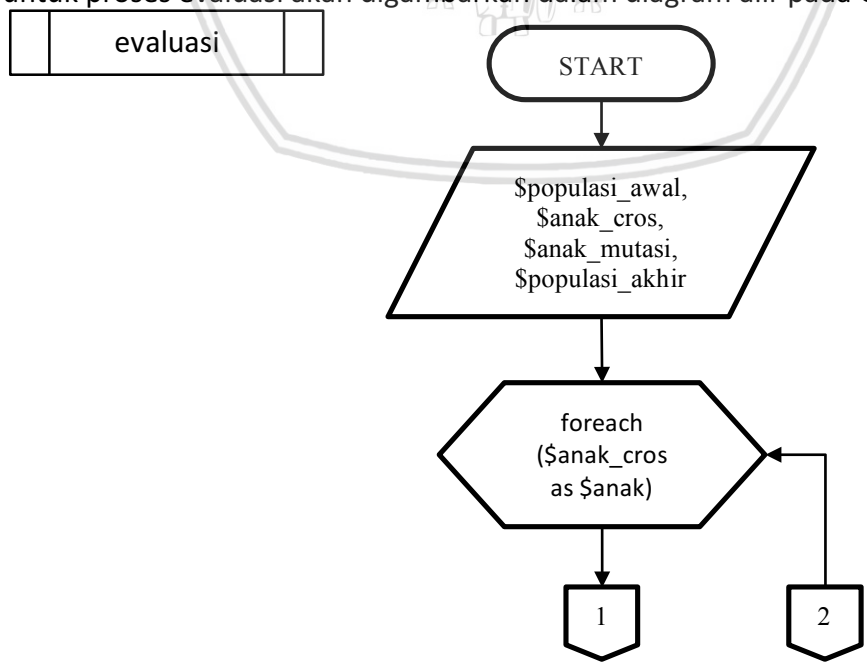 untuk proses evaluasi akan digambarkan dalam diagram alir pada
evaluasi
START
$populasi_awal,
$anak_cros,
$anak_mutasi,
$populasi_akhir
foreach
($anak_cros
as $anak)
1
2